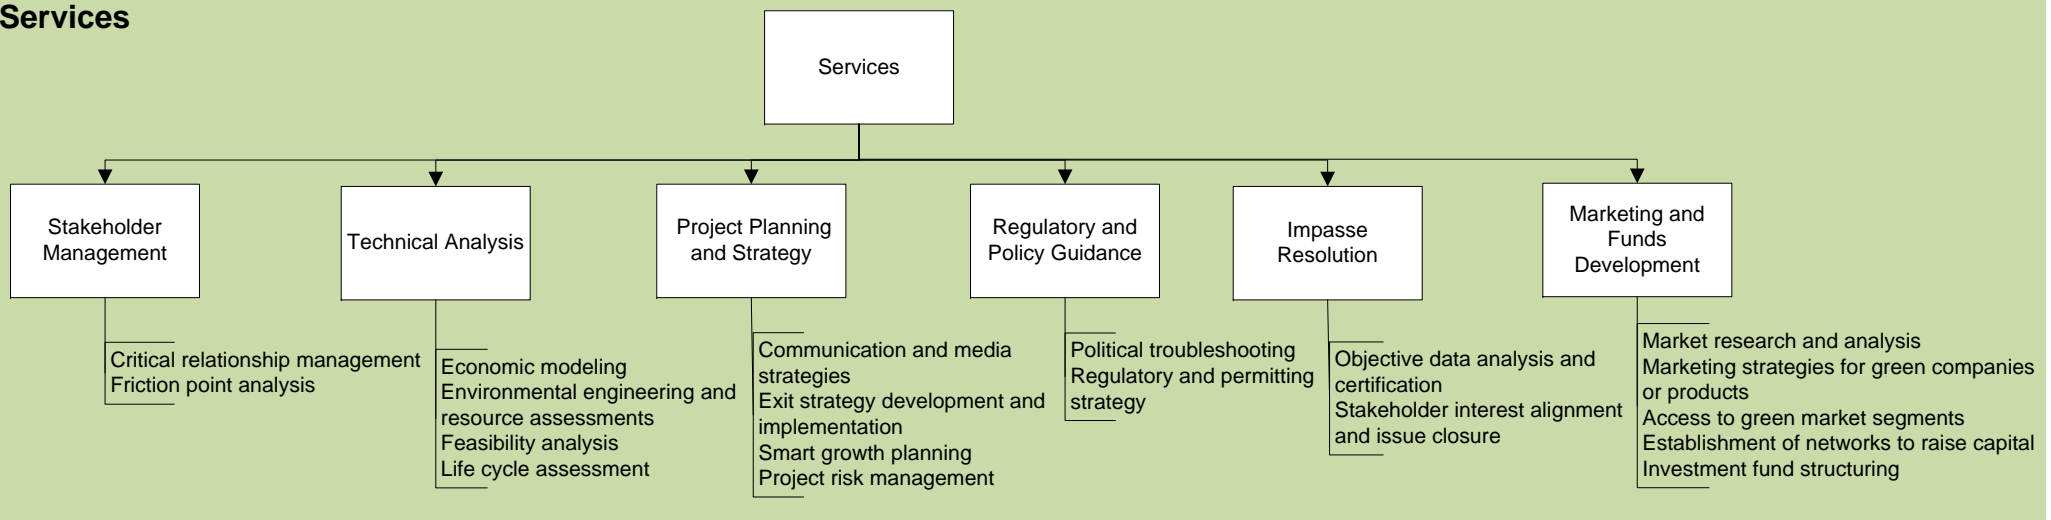 Services
Services
Stakeholder
Management
Technical Analysis
Project Planning
and Strategy
Regulatory and
Policy Guidance
Impasse
Resolution
Marketing and
Funds
Development
Critical relationship management
Friction point analysis
Economic modeling
Environmental engineering and
resource assessments
Feasibility analysis
Life cycle assessment
Communication and media
strategies
Exit strategy development and
implementation
Smart growth planning
Project risk management
Political troubleshooting
Regulatory and permitting
strategy
Objective data analysis and
certification
Stakeholder interest alignment
and issue closure
Market research and analysis
Marketing strategies for green companies
or products
Access to green market segments
Establishment of networks to raise capital
Investment fund structuring